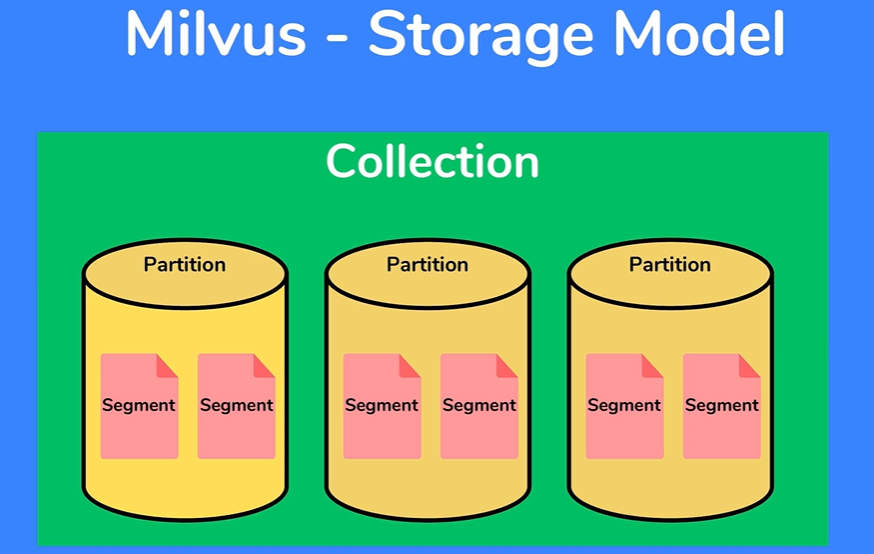 Milvus - Storage Model
Collection
Partition
Partition
Partition
Segment
Segment
Segment
Segment
Segment
Segment